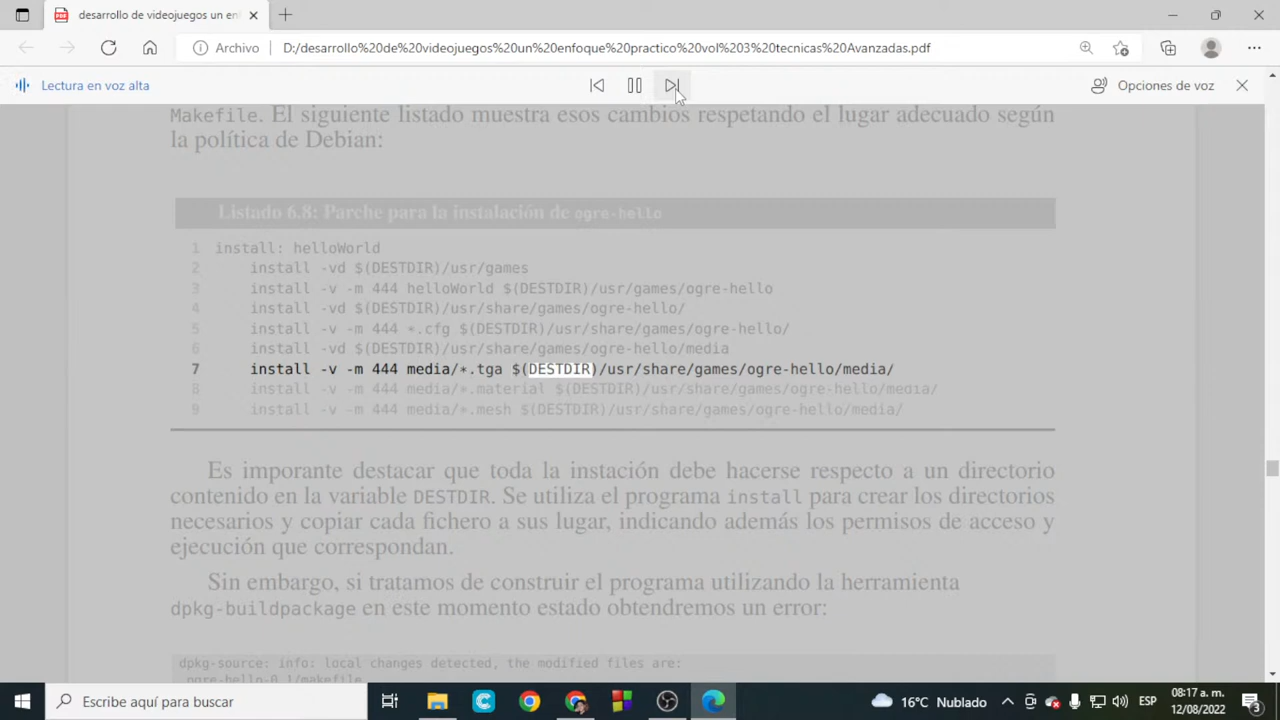 desarrollo de videojuegos un en
Archivo
D:/desarrollo%20de%20videojuegos%20un%20enfoque%20practico%20vol%203%20tecnicas%20Avanzadas.pdf
Lectura en voz alta
Opciones de voz
Makefile. El siguiente listado muestra esos cambios respetando el lugar adecuado según
la política de Debian:
Listado 6.8: Parche para la instalación de ogre-hello
1 install: helloWorld
2 install -vd $(DESTDIR)/usr/games
3 install -v -m 444 helloWorld $(DESTDIR)/usr/games/ogre-hello
4 install -vd $(DESTDIR)/usr/share/games/ogre-hello/
5 install -v -m 444 *.cfg $(DESTDIR)/usr/share/games/ogre-hello/
6 install -vd $(DESTDIR)/usr/share/games/ogre-hello/media
7 install -v -m 444 media/*.tga $(DESTDIR)/usr/share/games/ogre-hello/media/
8 install -v -m 444 media/*.material $(DESTDIR)/usr/share/games/ogre-hello/media/
9 install -v -m 444 media/*.mesh $(DESTDIR)/usr/share/games/ogre-hello/media/
Es imporante destacar que toda la instación debe hacerse respecto a un directorio
contenido en la variable DESTDIR. Se utiliza el programa install para crear los directorios
necesarios y copiar cada fichero a sus lugar, indicando además los permisos de acceso y
ejecución que correspondan.
Sin embargo, si tratamos de construir el programa utilizando la herramienta
dpkg-buildpackage en este momento estado obtendremos un error:
dpkg-source: info: local changes detected, the modified files are:
ogre-hello-0.1/makefile
Escribe aquí para buscar
16°C Nublado
ESP
08:17 a. m.
12/08/2022
3